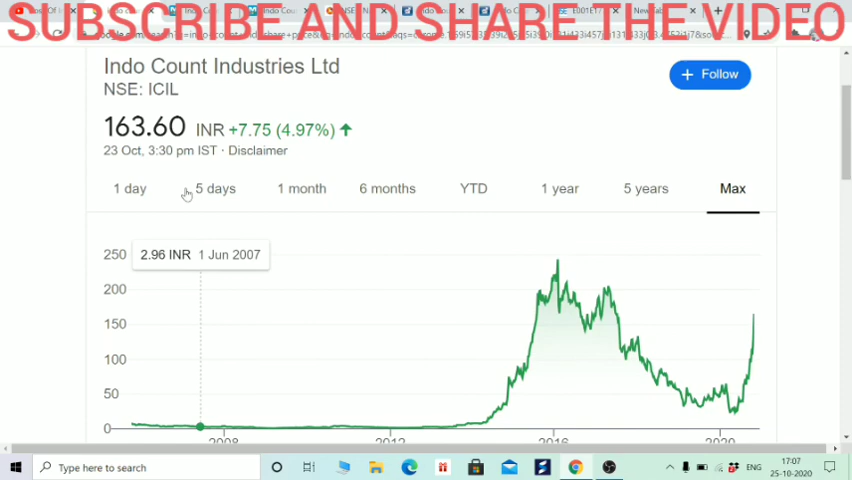 SUBSCRIBE AND SHARE THE VIDEO
Indo Count Industries Ltd
NSE: ICIL
+ Follow
163.60 INR +7.75 (4.97%) ↑
23 Oct, 3:30 pm IST · Disclaimer
1 day 5 days 1 month 6 months YTD 1 year 5 years Max
2.96 INR 1 Jun 2007
250
200
150
100
50
0
2008 2012 2016 2020
Type here to search
ENG
17:07
25-10-2020